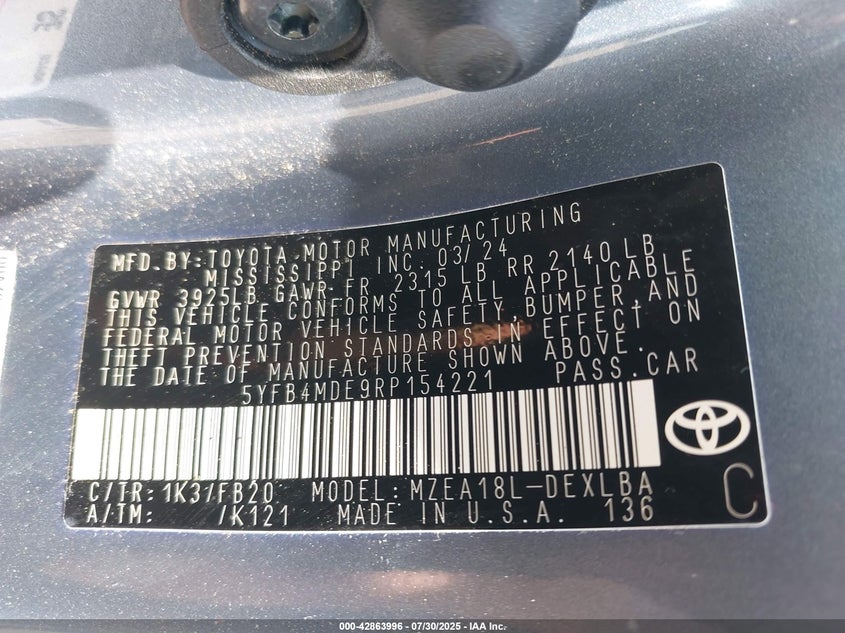 MFD.BY:TOYOTA MOTOR MANUFACTURING
MISSISSIPPI INC. 03/24
GVWR 3925LB GAWR FR 2315 LB RR 2140 LB
THIS VEHICLE CONFORMS TO ALL APPLICABLE
FEDERAL MOTOR VEHICLE SAFETY,BUMPER,AND
THEFT PREVENTION STANDARDS IN EFFECT ON
THE DATE OF MANUFACTURE SHOWN ABOVE.
5YFB4MDE9RP154221 PASS.CAR
C/TR:1K3/FB20 MODEL:MZEA18L-DEXLBA
A/TM: /K121 MADE IN U.S.A. 136
C
000-42863996 - 07/30/2025 - IAA Inc.